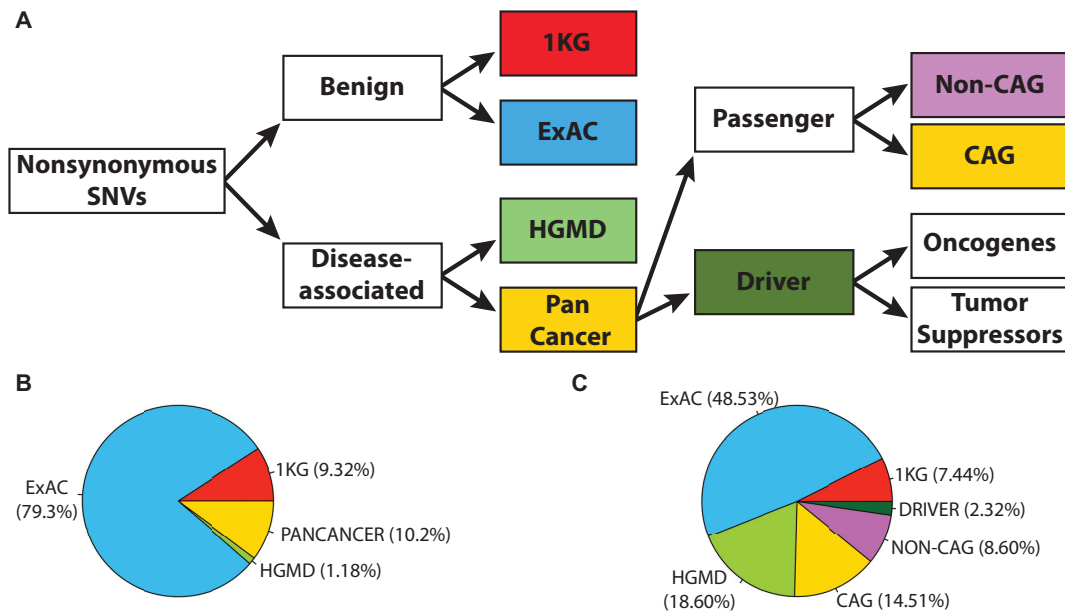 A
Nonsynonymous
SNVs
Benign
Disease-
associated
1KG
ExAC
HGMD
Pan
Cancer
Passenger
Driver
Non-CAG
CAG
Oncogenes
Tumor
Suppressors
B
ExAC
(79.3%)
1KG (9.32%)
PANCANCER (10.2%)
HGMD (1.18%)
C
ExAC (48.53%)
1KG (7.44%)
DRIVER (2.32%)
NON-CAG (8.60%)
CAG (14.51%)
HGMD
(18.60%)